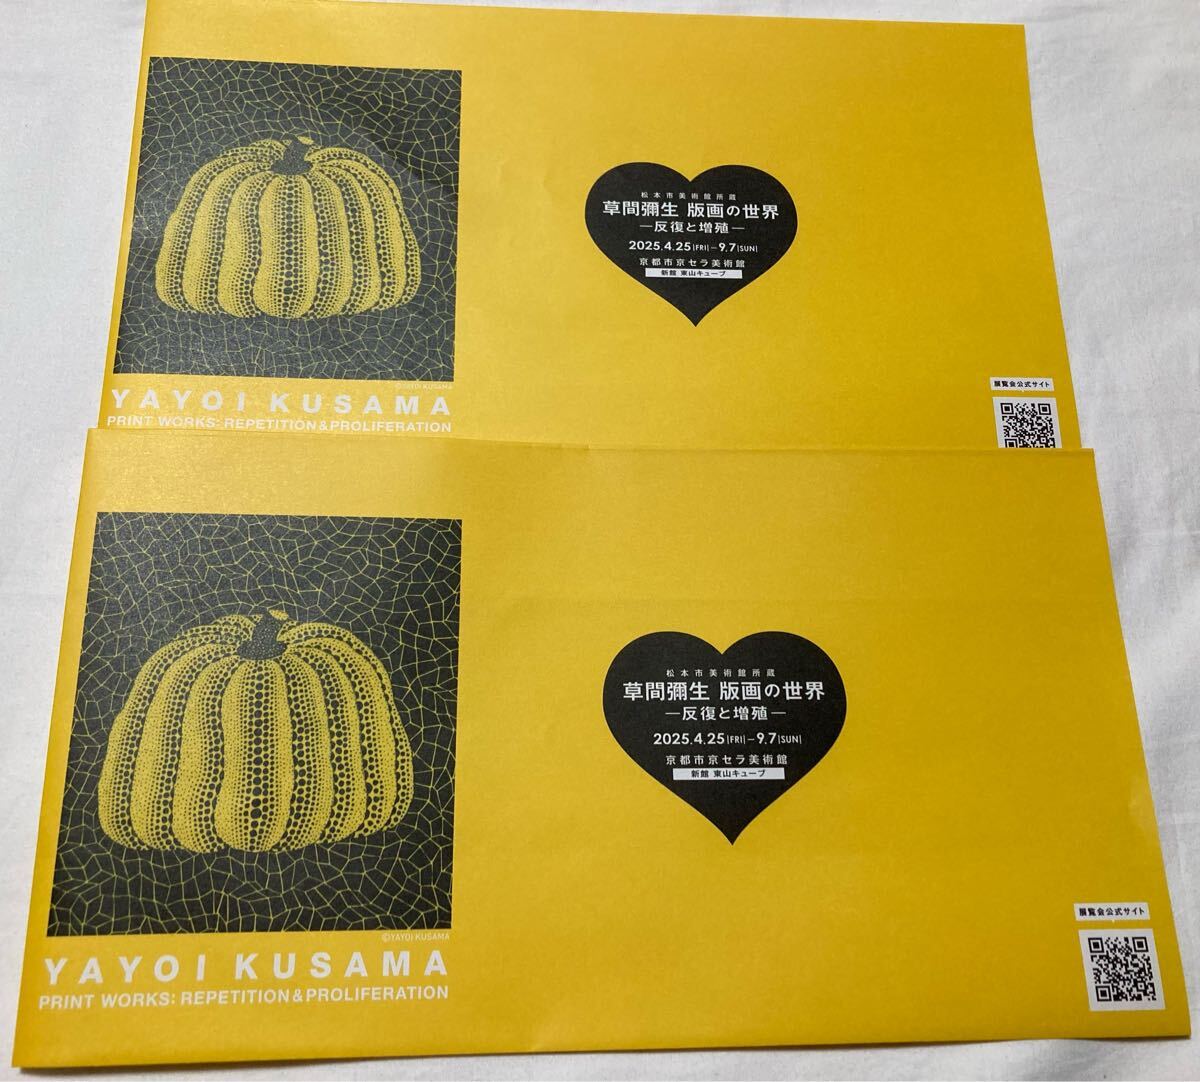 松本市美術館所蔵
草間彌生 版画の世界
—反復と増殖—
2025.4.25|FRI|—9.7|SUN|
京都市京セラ美術館
新館 東山キューブ
©YAYOI KUSAMA
YAYOI KUSAMA
PRINT WORKS: REPETITION&PROLIFERATION
展覧会公式サイト
松本市美術館所蔵
草間彌生 版画の世界
—反復と増殖—
2025.4.25|FRI|—9.7|SUN|
京都市京セラ美術館
新館 東山キューブ
©YAYOI KUSAMA
YAYOI KUSAMA
PRINT WORKS: REPETITION&PROLIFERATION
展覧会公式サイト